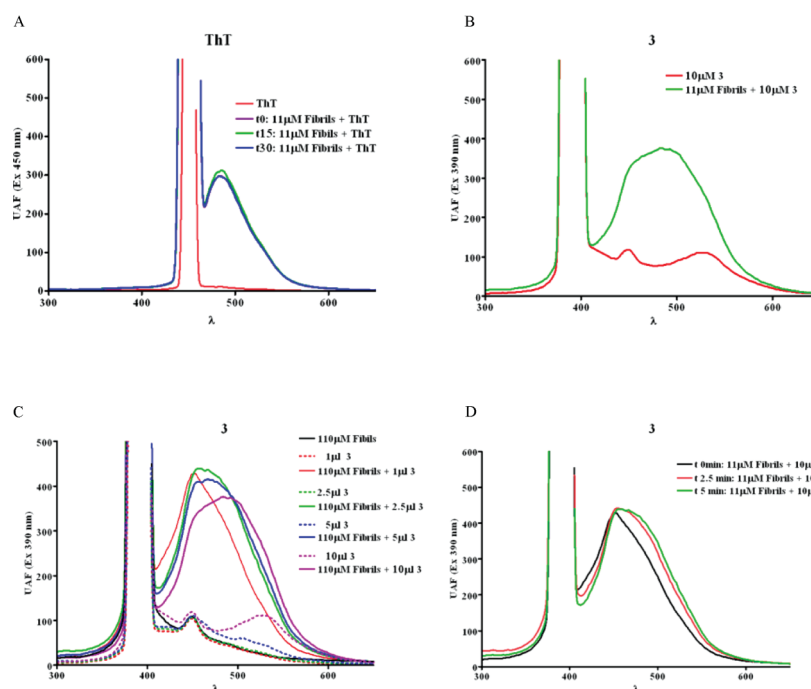 A
ThT
600
500
400
300
200
100
0
300
400
500
600
UAF (Ex 450 nm)
λ
ThT
t0: 11μM Fibrils + ThT
t15: 11μM Fibils + ThT
t30: 11μM Fibrils + ThT
B
3
600
500
400
300
200
100
0
300
400
500
600
UAF (Ex 390 nm)
λ
10μM 3
11μM Fibrils + 10μM 3
C
3
500
400
300
200
100
0
300
400
500
600
UAF (Ex 390 nm)
λ
110μM Fibils
1μl 3
110μM Fibrils + 1μl 3
2.5μl 3
110μM Fibrils + 2.5μl 3
5μl 3
110μM Fibrils + 5μl 3
10μl 3
110μM Fibrils + 10μl 3
D
3
600
500
400
300
200
100
0
300
400
500
600
UAF (Ex 390 nm)
λ
t 0min: 11μM Fibrils + 10μ
t 2.5 min: 11μM Fibrils + 10
t 5 min: 11μM Fibrils + 10μ